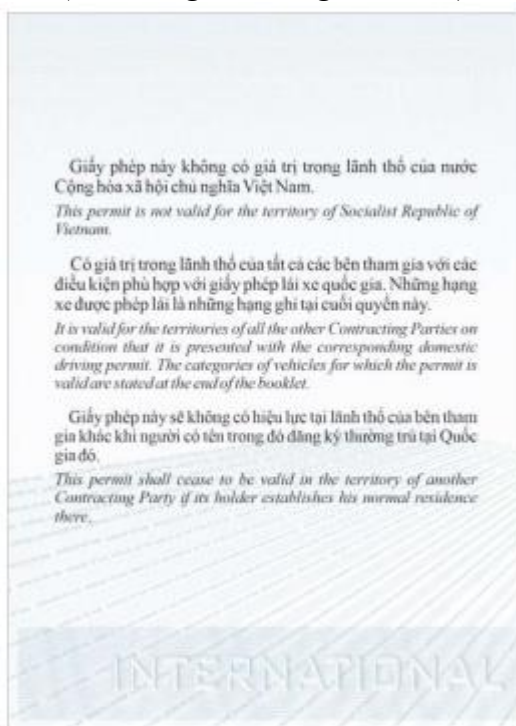 Giấy phép này không có giá trị trong lãnh thổ của nước
Cộng hòa xã hội chủ nghĩa Việt Nam.
This permit is not valid for the territory of Socialist Republic of
Vietnam.
Có giá trị trong lãnh thổ của tất cả các bên tham gia với các
điều kiện phù hợp với giấy phép lái xe quốc gia. Những hạng
xe được phép lái là những hạng ghi tại cuối quyển này.
It is valid for the territories of all the other Contracting Parties on
condition that it is presented with the corresponding domestic
driving permit. The categories of vehicles for which the permit is
valid are stated at the end of the booklet.
Giấy phép này sẽ không có hiệu lực tại lãnh thổ của bên tham
gia khác khi người có tên trong đó đăng ký thường trú tại Quốc
gia đó.
This permit shall cease to be valid in the territory of another
Contracting Party if its holder establishes his normal residence
there.
INTERNATIONAL